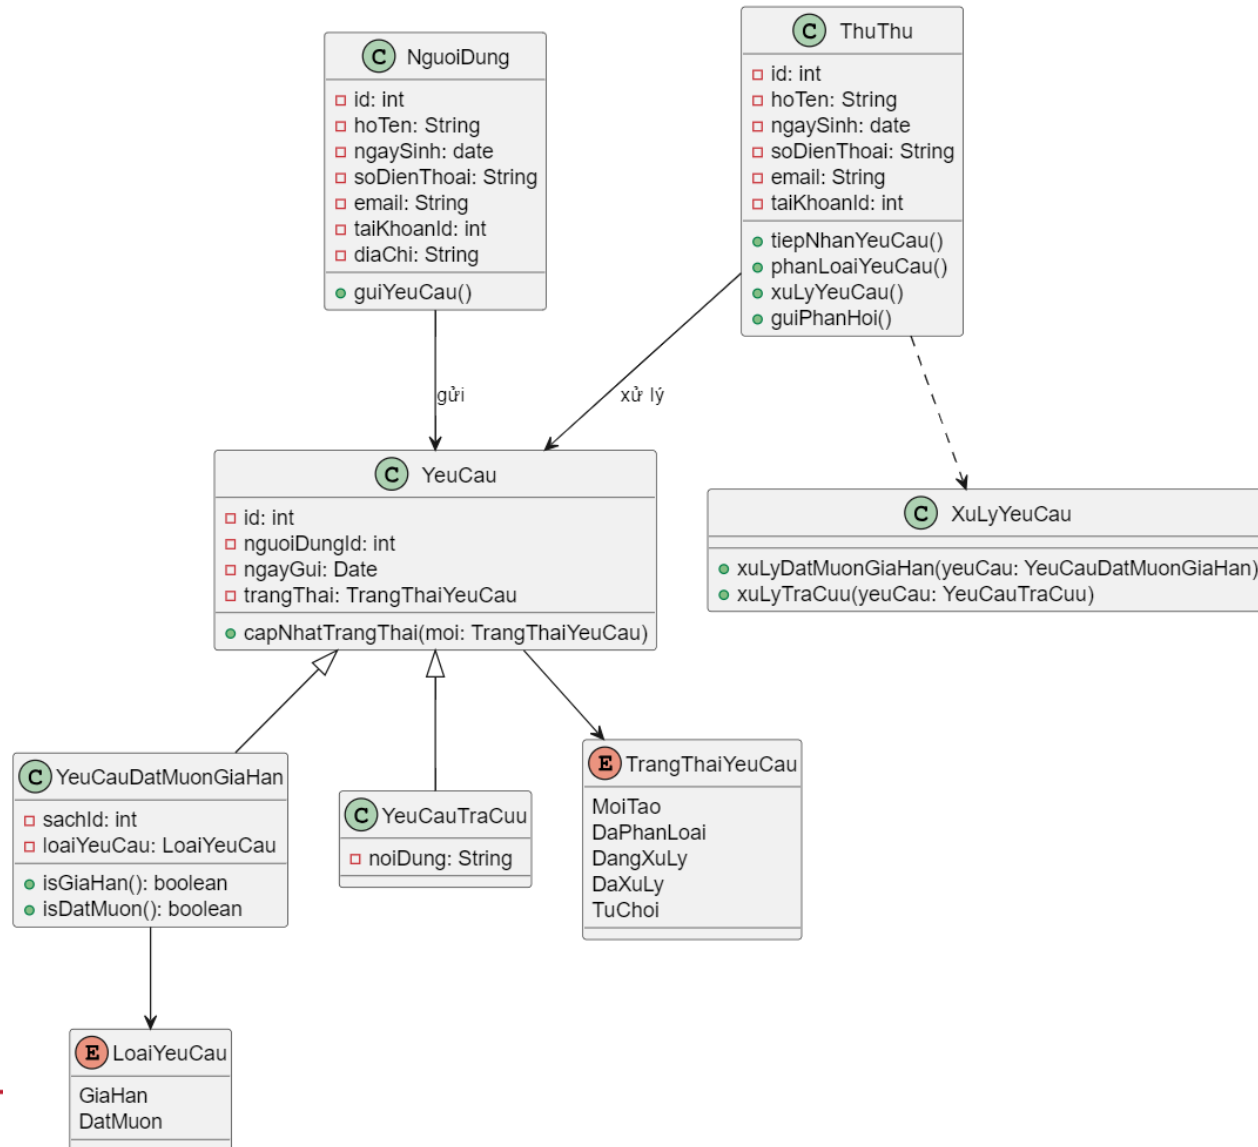 C NguoiDung
id: int
hoTen: String
ngaySinh: date
soDienThoai: String
email: String
taiKhoanId: int
diaChi: String
guiYeuCau()
C ThuThu
id: int
hoTen: String
ngaySinh: date
soDienThoai: String
email: String
taiKhoanId: int
tiepNhanYeuCau()
phanLoaiYeuCau()
xuLyYeuCau()
guiPhanHoi()
gửi
xử lý
C YeuCau
id: int
nguoiDungId: int
ngayGui: Date
trangThai: TrangThaiYeuCau
capNhatTrangThai(moi: TrangThaiYeuCau)
C XuLyYeuCau
xuLyDatMuonGiaHan(yeuCau: YeuCauDatMuonGiaHan)
xuLyTraCuu(yeuCau: YeuCauTraCuu)
C YeuCauDatMuonGiaHan
sachId: int
loaiYeuCau: LoaiYeuCau
isGiaHan(): boolean
isDatMuon(): boolean
C YeuCauTraCuu
noiDung: String
E TrangThaiYeuCau
MoiTao
DaPhanLoai
DangXuLy
DaXuLy
TuChoi
E LoaiYeuCau
GiaHan
DatMuon